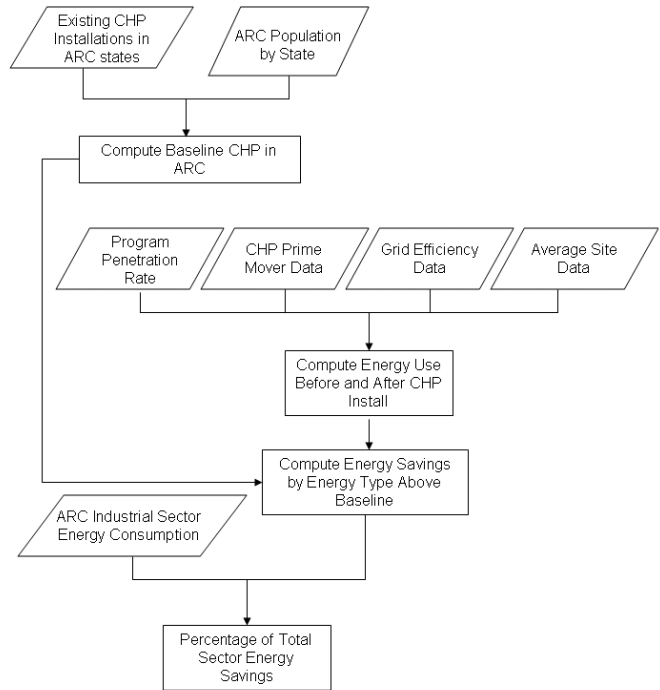 Existing CHP
Installations in
ARC states
ARC Population
by State
Compute Baseline CHP in
ARC
Program
Penetration
Rate
CHP Prime
Mover Data
Grid Efficiency
Data
Average Site
Data
Compute Energy Use
Before and After CHP
Install
Compute Energy Savings
by Energy Type Above
Baseline
ARC Industrial Sector
Energy Consumption
Percentage of Total
Sector Energy
Savings